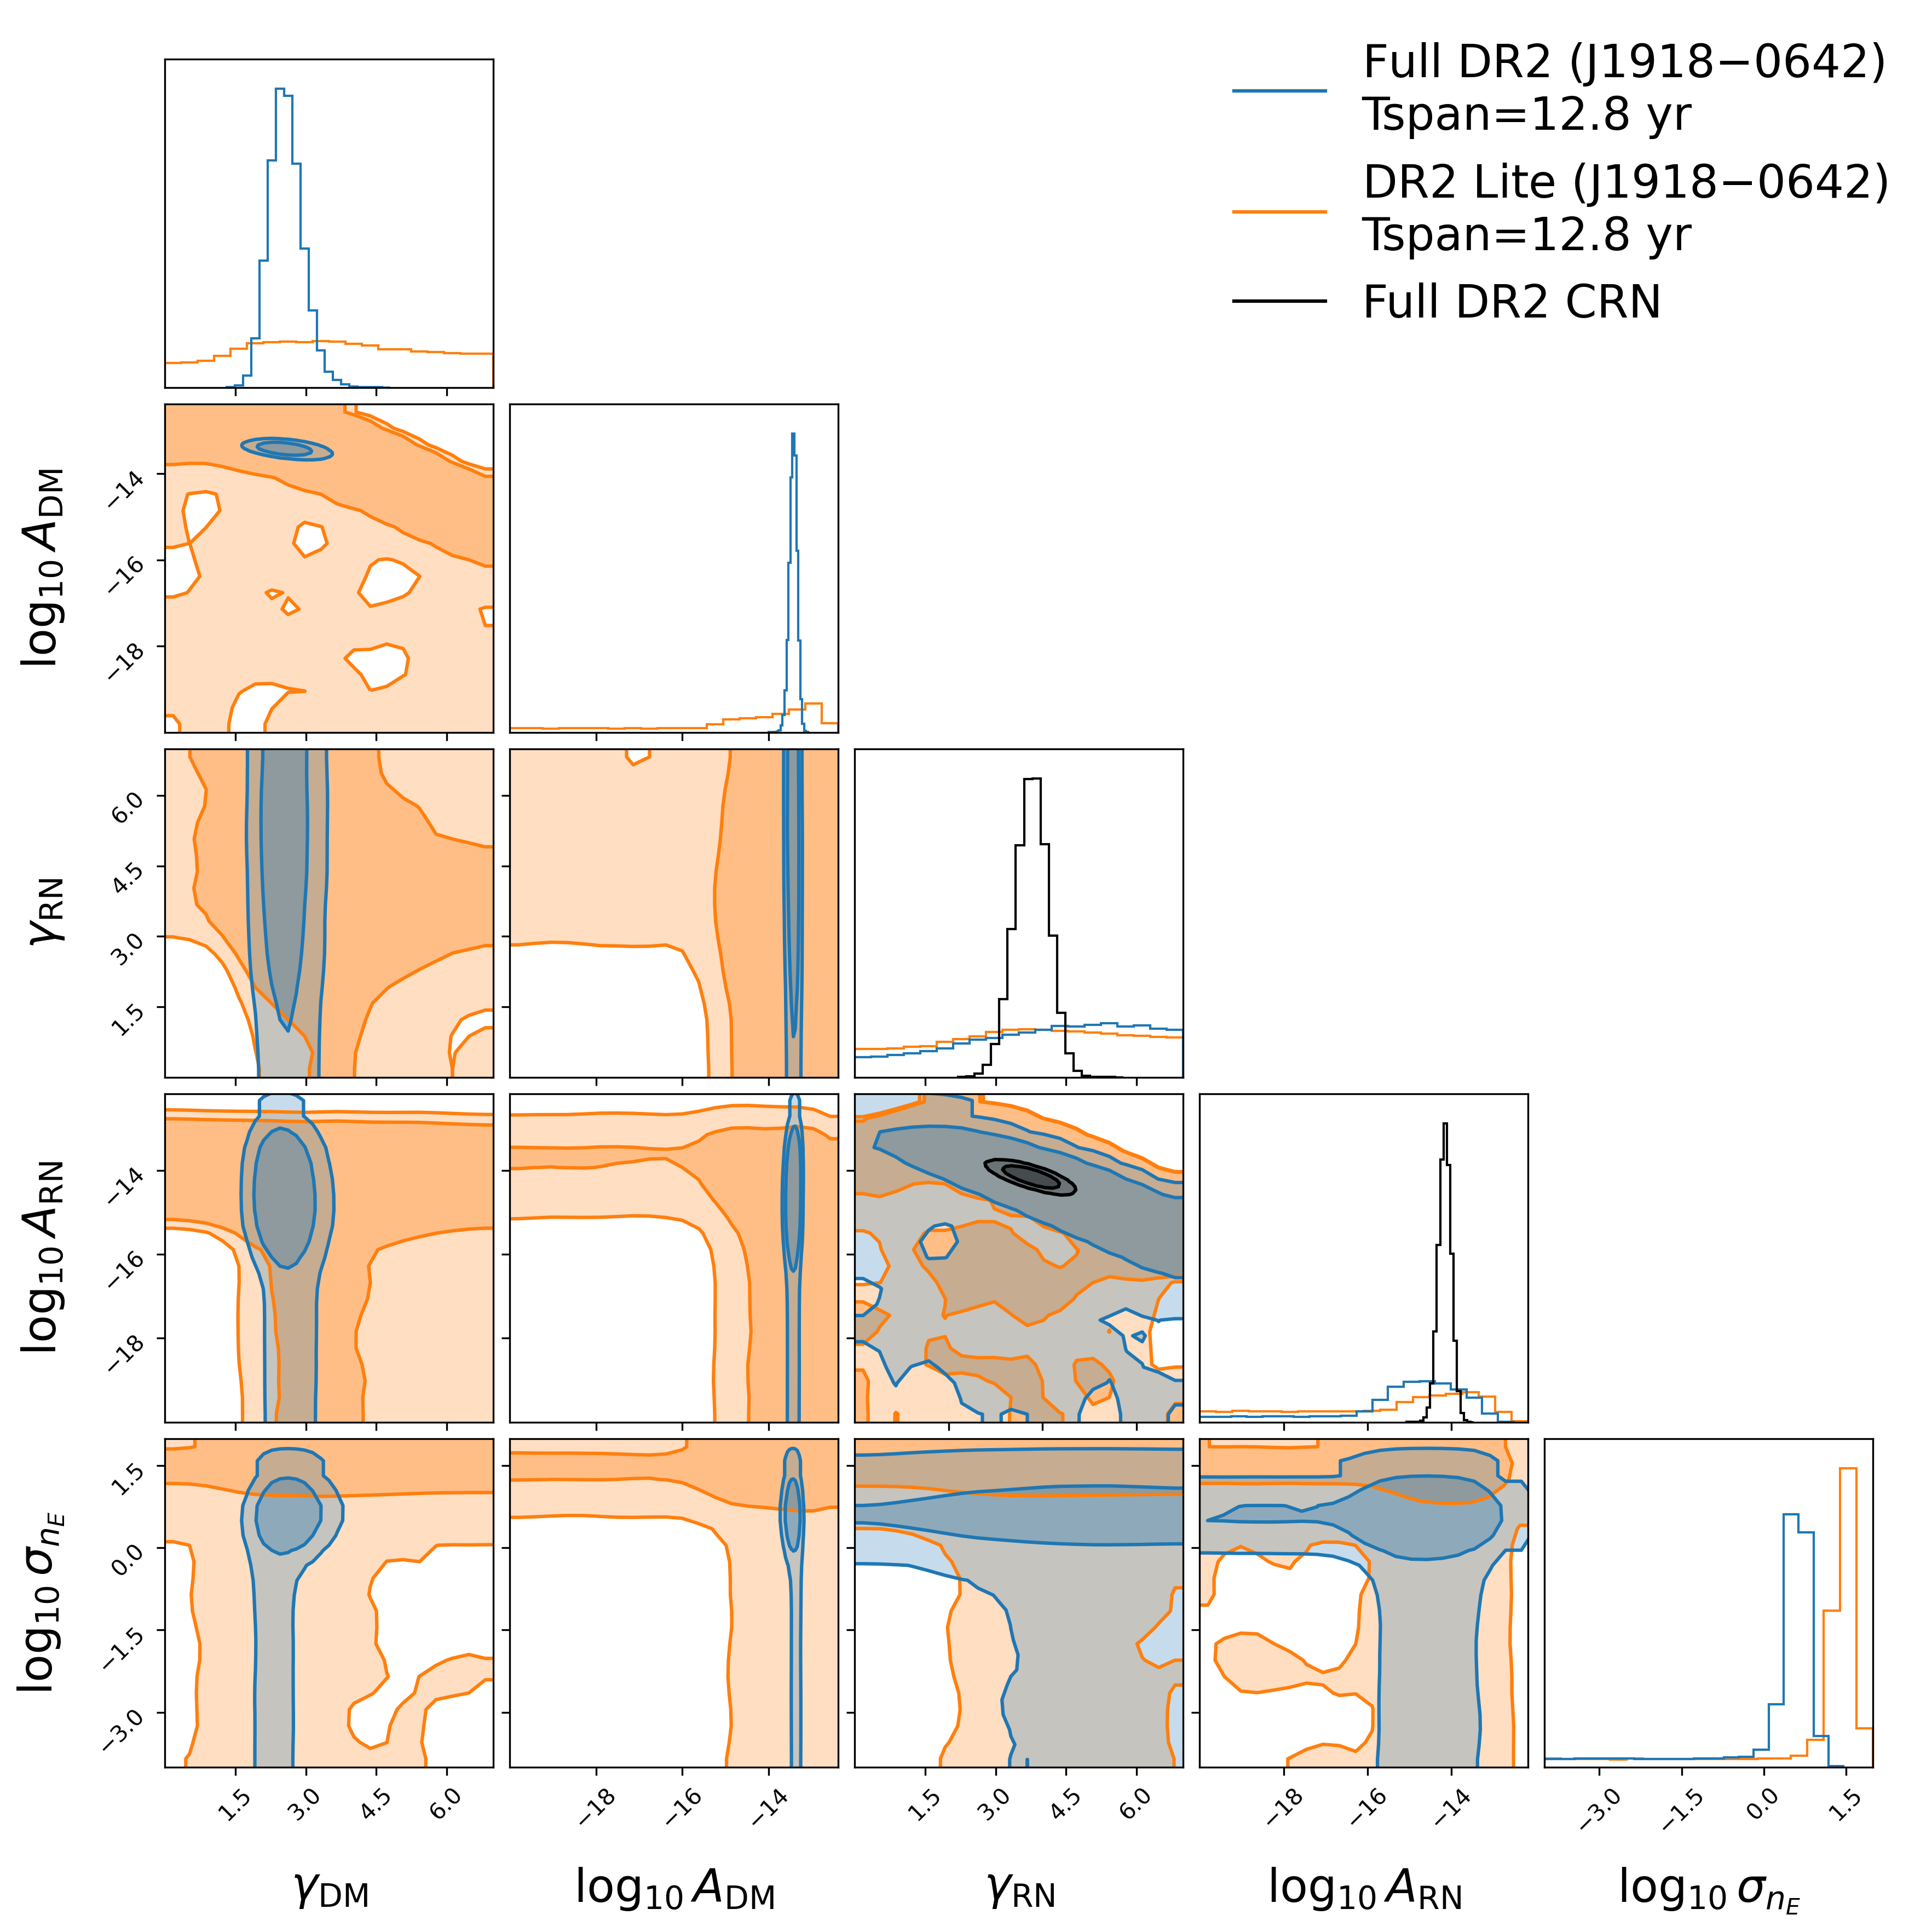 Full DR2 (J1918−0642)
Tspan=12.8 yr
DR2 Lite (J1918−0642)
Tspan=12.8 yr
Full DR2 CRN
log₁₀ A_DM
−14
−16
−18
γ_RN
6.0
4.5
3.0
1.5
log₁₀ A_RN
−14
−16
−18
log₁₀ σ_{n_E}
1.5
0.0
−1.5
−3.0
1.5 3.0 4.5 6.0 −18 −16 −14 1.5 3.0 4.5 6.0 −18 −16 −14 −3.0 −1.5 0.0 1.5
γ_DM log₁₀ A_DM γ_RN log₁₀ A_RN log₁₀ σ_{n_E}